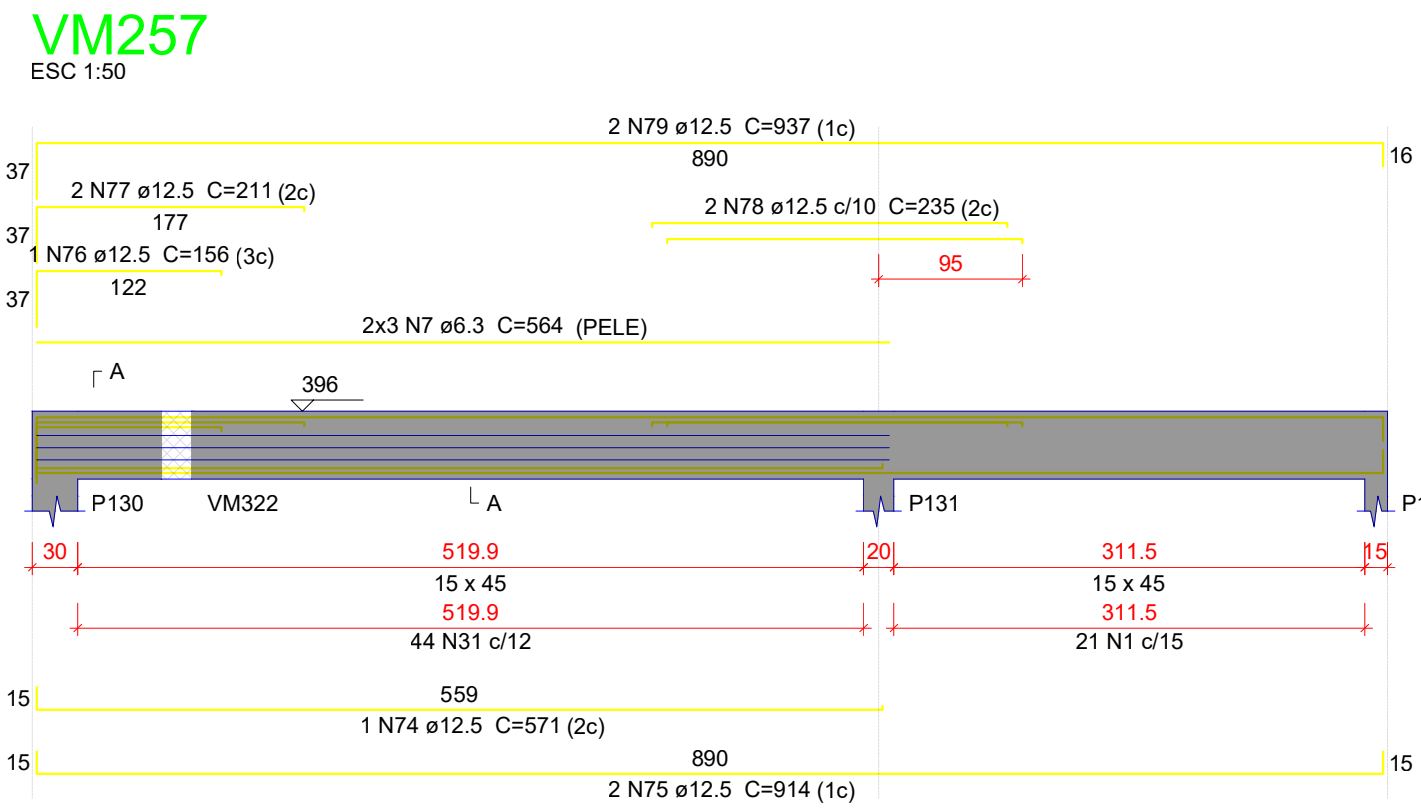 VM257
ESC 1:50
2 N79 ø12.5 C=937 (1c)
890
37
16
2 N77 ø12.5 C=211 (2c)
177
2 N78 ø12.5 c/10 C=235 (2c)
37
1 N76 ø12.5 C=156 (3c)
122
95
37
2x3 N7 ø6.3 C=564 (PELE)
A
396
P130
VM322
A
P131
P1
30
519.9
20
311.5
15
15 x 45
15 x 45
519.9
311.5
44 N31 c/12
21 N1 c/15
15
559
1 N74 ø12.5 C=571 (2c)
15
890
15
2 N75 ø12.5 C=914 (1c)